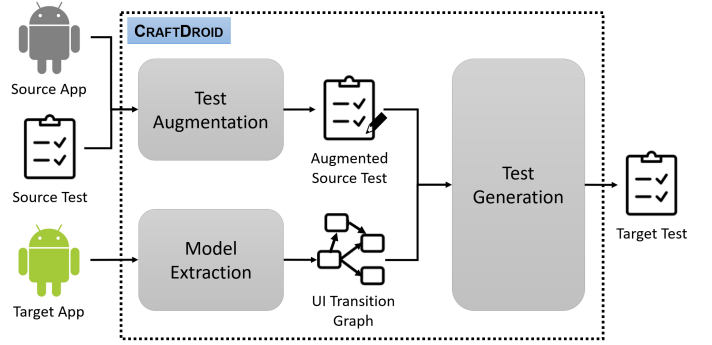 CRAFTDROID
Source App
Test
Augmentation
Augmented
Source Test
Source Test
Test
Generation
Target Test
Model
Extraction
UI Transition
Graph
Target App